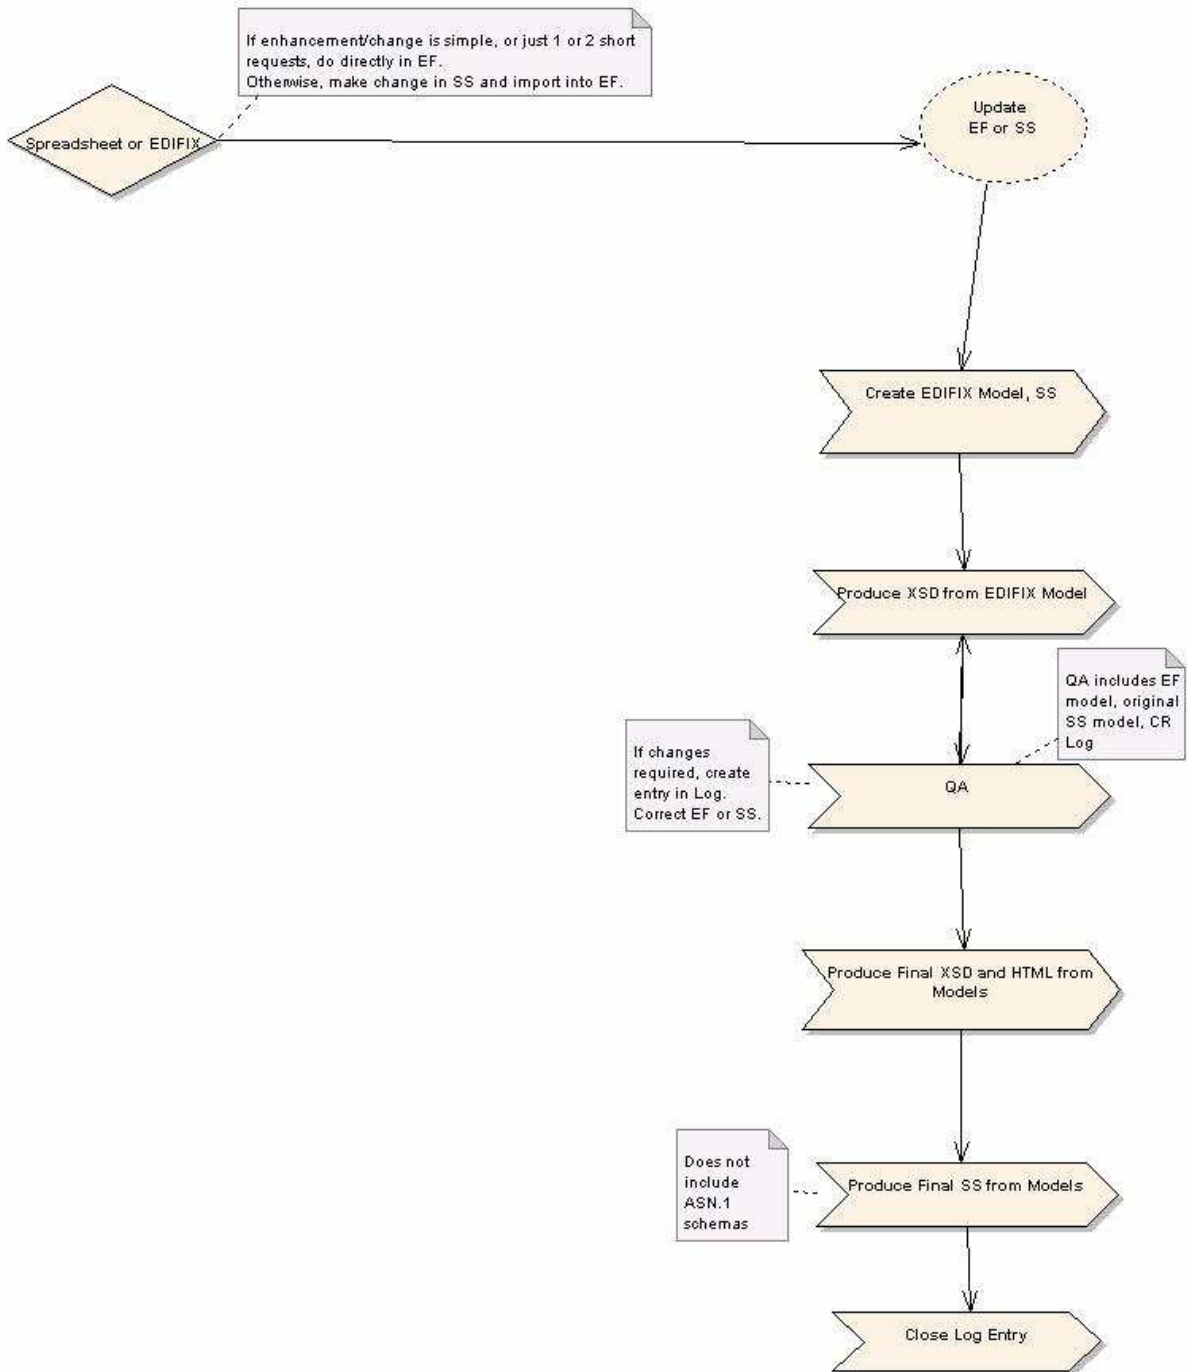 If enhancement/change is simple, or just 1 or 2 short
requests, do directly in EF.
Otherwise, make change in SS and import into EF.
Spreadsheet or EDIFIX
Update
EF or SS
Create EDIFIX Model, SS
Produce XSD from EDIFIX Model
QA includes EF
model, original
SS model, CR
Log
If changes
required, create
entry in Log.
Correct EF or SS.
QA
Produce Final XSD and HTML from
Models
Does not
include
ASN.1
schemas
Produce Final SS from Models
Close Log Entry